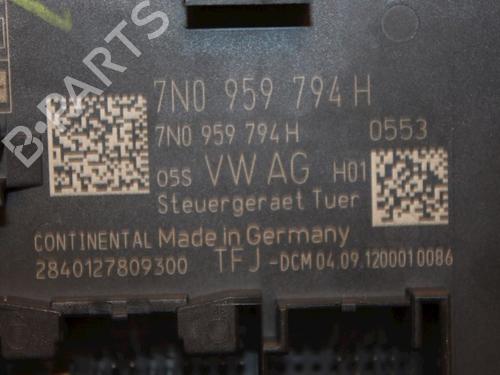 B-PARTS
7N0 959 794 H
7N0 959 794 H 0553
05S VW AG H01
Steuergeraet Tuer
CONTINENTAL Made in Germany
2840127809300 TFJ -DCM 04.09.1200010086